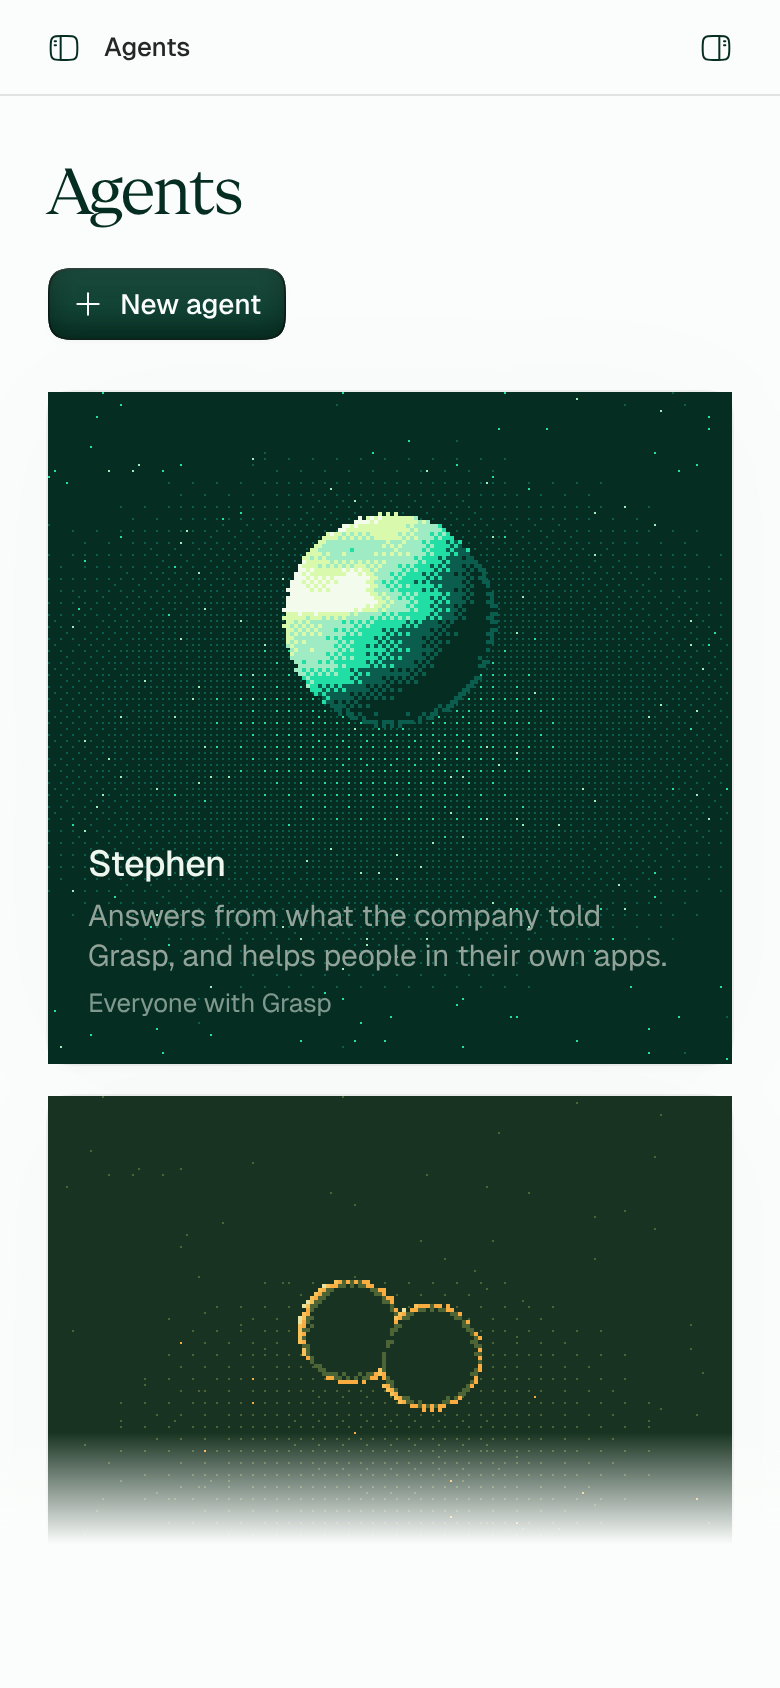 Agents
Agents
New agent
Stephen
Answers from what the company told
Grasp, and helps people in their own apps.
Everyone with Grasp